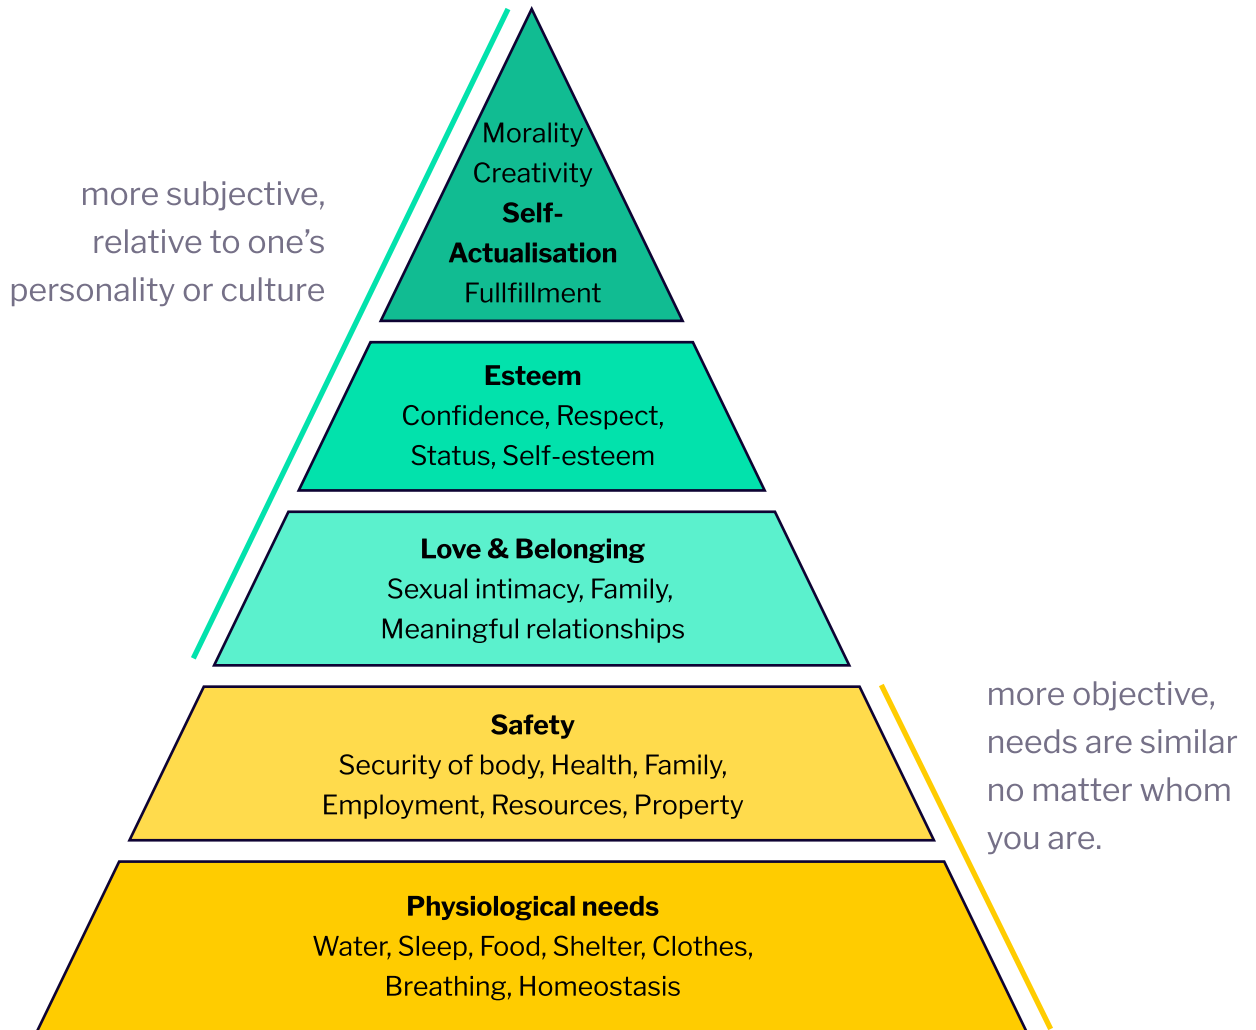 Morality
Creativity
Self-
Actualisation
Fullfillment
more subjective,
relative to one’s
personality or culture
Esteem
Confidence, Respect,
Status, Self-esteem
Love & Belonging
Sexual intimacy, Family,
Meaningful relationships
Safety
Security of body, Health, Family,
Employment, Resources, Property
more objective,
needs are similar
no matter whom
you are.
Physiological needs
Water, Sleep, Food, Shelter, Clothes,
Breathing, Homeostasis